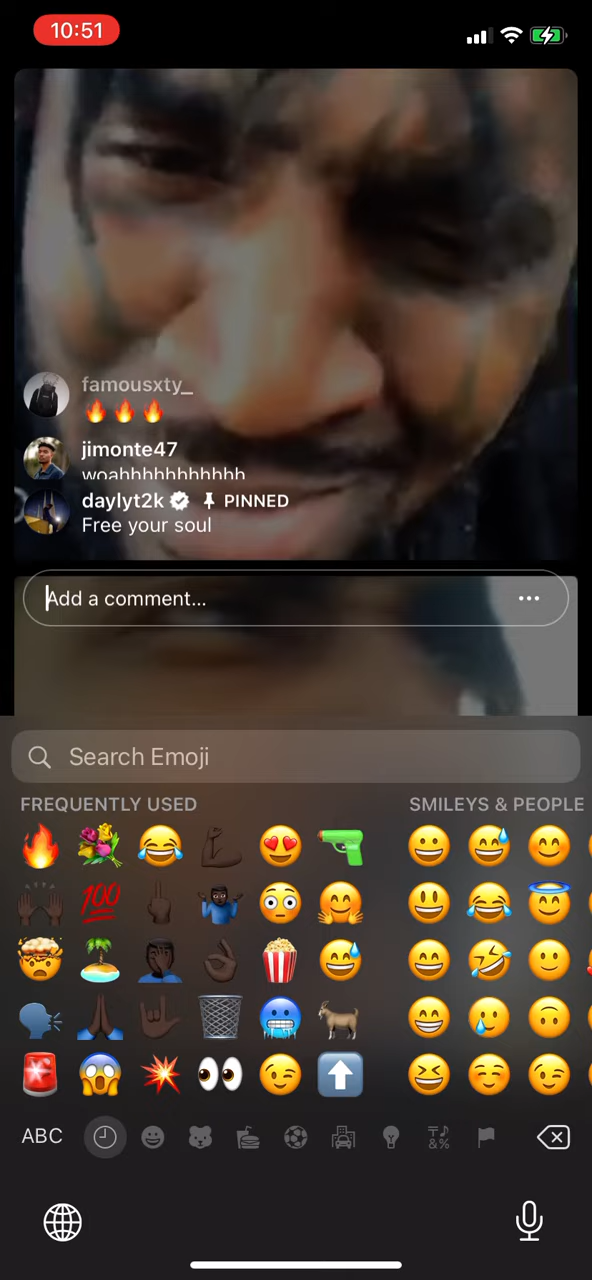 10:51
famousxty_
🔥🔥🔥
jimonte47
woahhhhhhhhhhh
daylyt2k PINNED
Free your soul
Add a comment...
Search Emoji
FREQUENTLY USED SMILEYS & PEOPLE
100
ABC